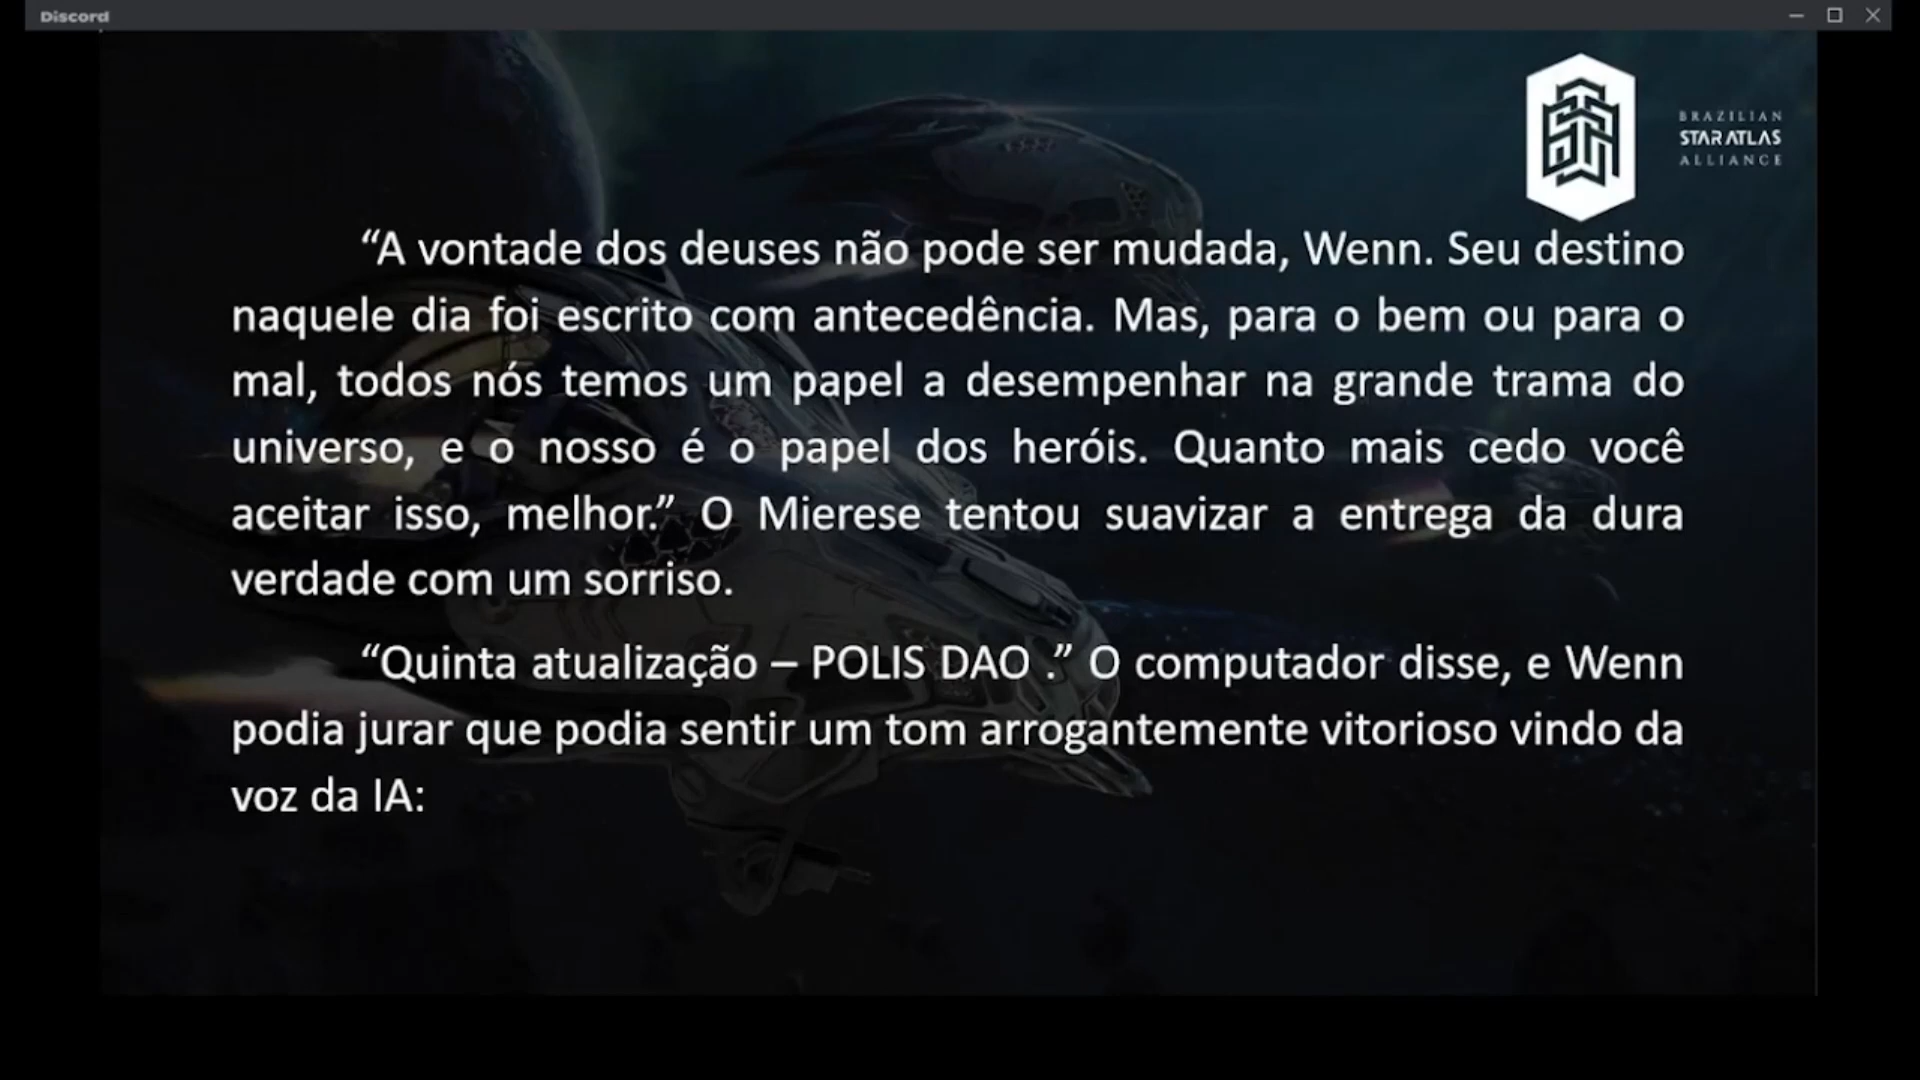 Discord
BRAZILIAN
STAR ATLAS
ALLIANCE
“A vontade dos deuses não pode ser mudada, Wenn. Seu destino
naquele dia foi escrito com antecedência. Mas, para o bem ou para o
mal, todos nós temos um papel a desempenhar na grande trama do
universo, e o nosso é o papel dos heróis. Quanto mais cedo você
aceitar isso, melhor.” O Mierese tentou suavizar a entrega da dura
verdade com um sorriso.
“Quinta atualização – POLIS DAO .” O computador disse, e Wenn
podia jurar que podia sentir um tom arrogantemente vitorioso vindo da
voz da IA: